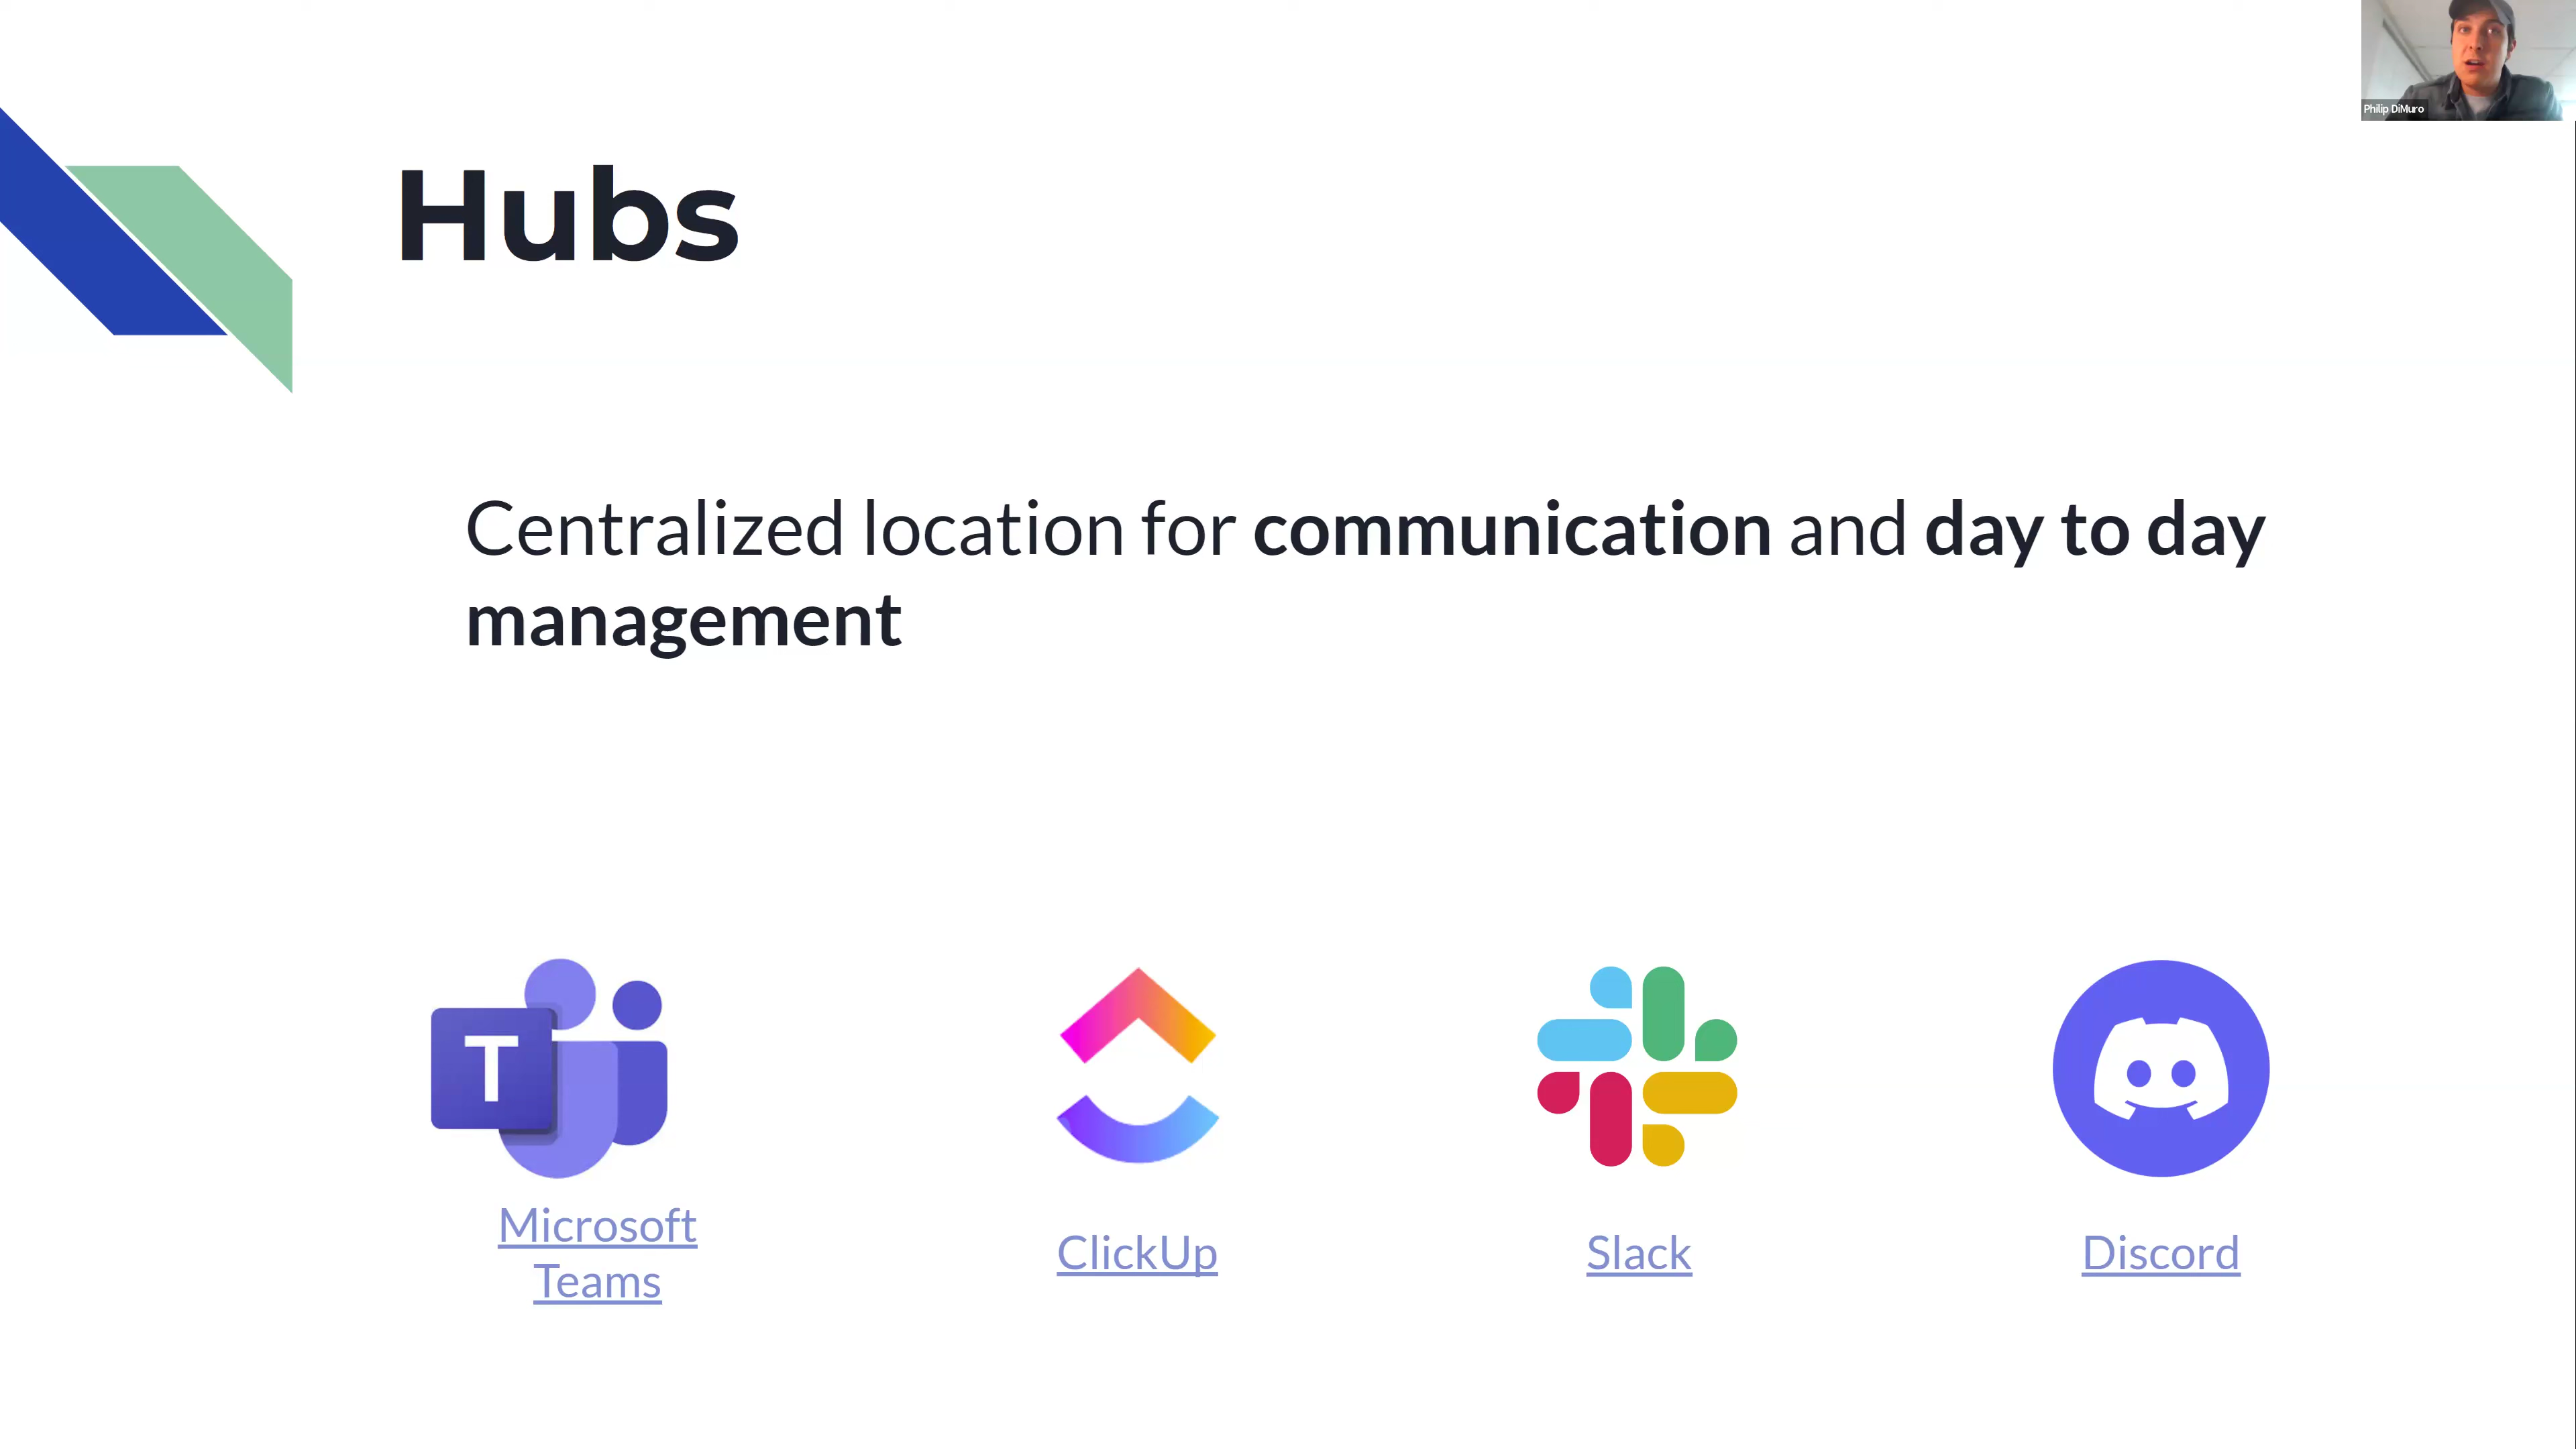 Philip DiMuro
Hubs
Centralized location for communication and day to day
management
T
Microsoft
Teams
ClickUp
Slack
Discord